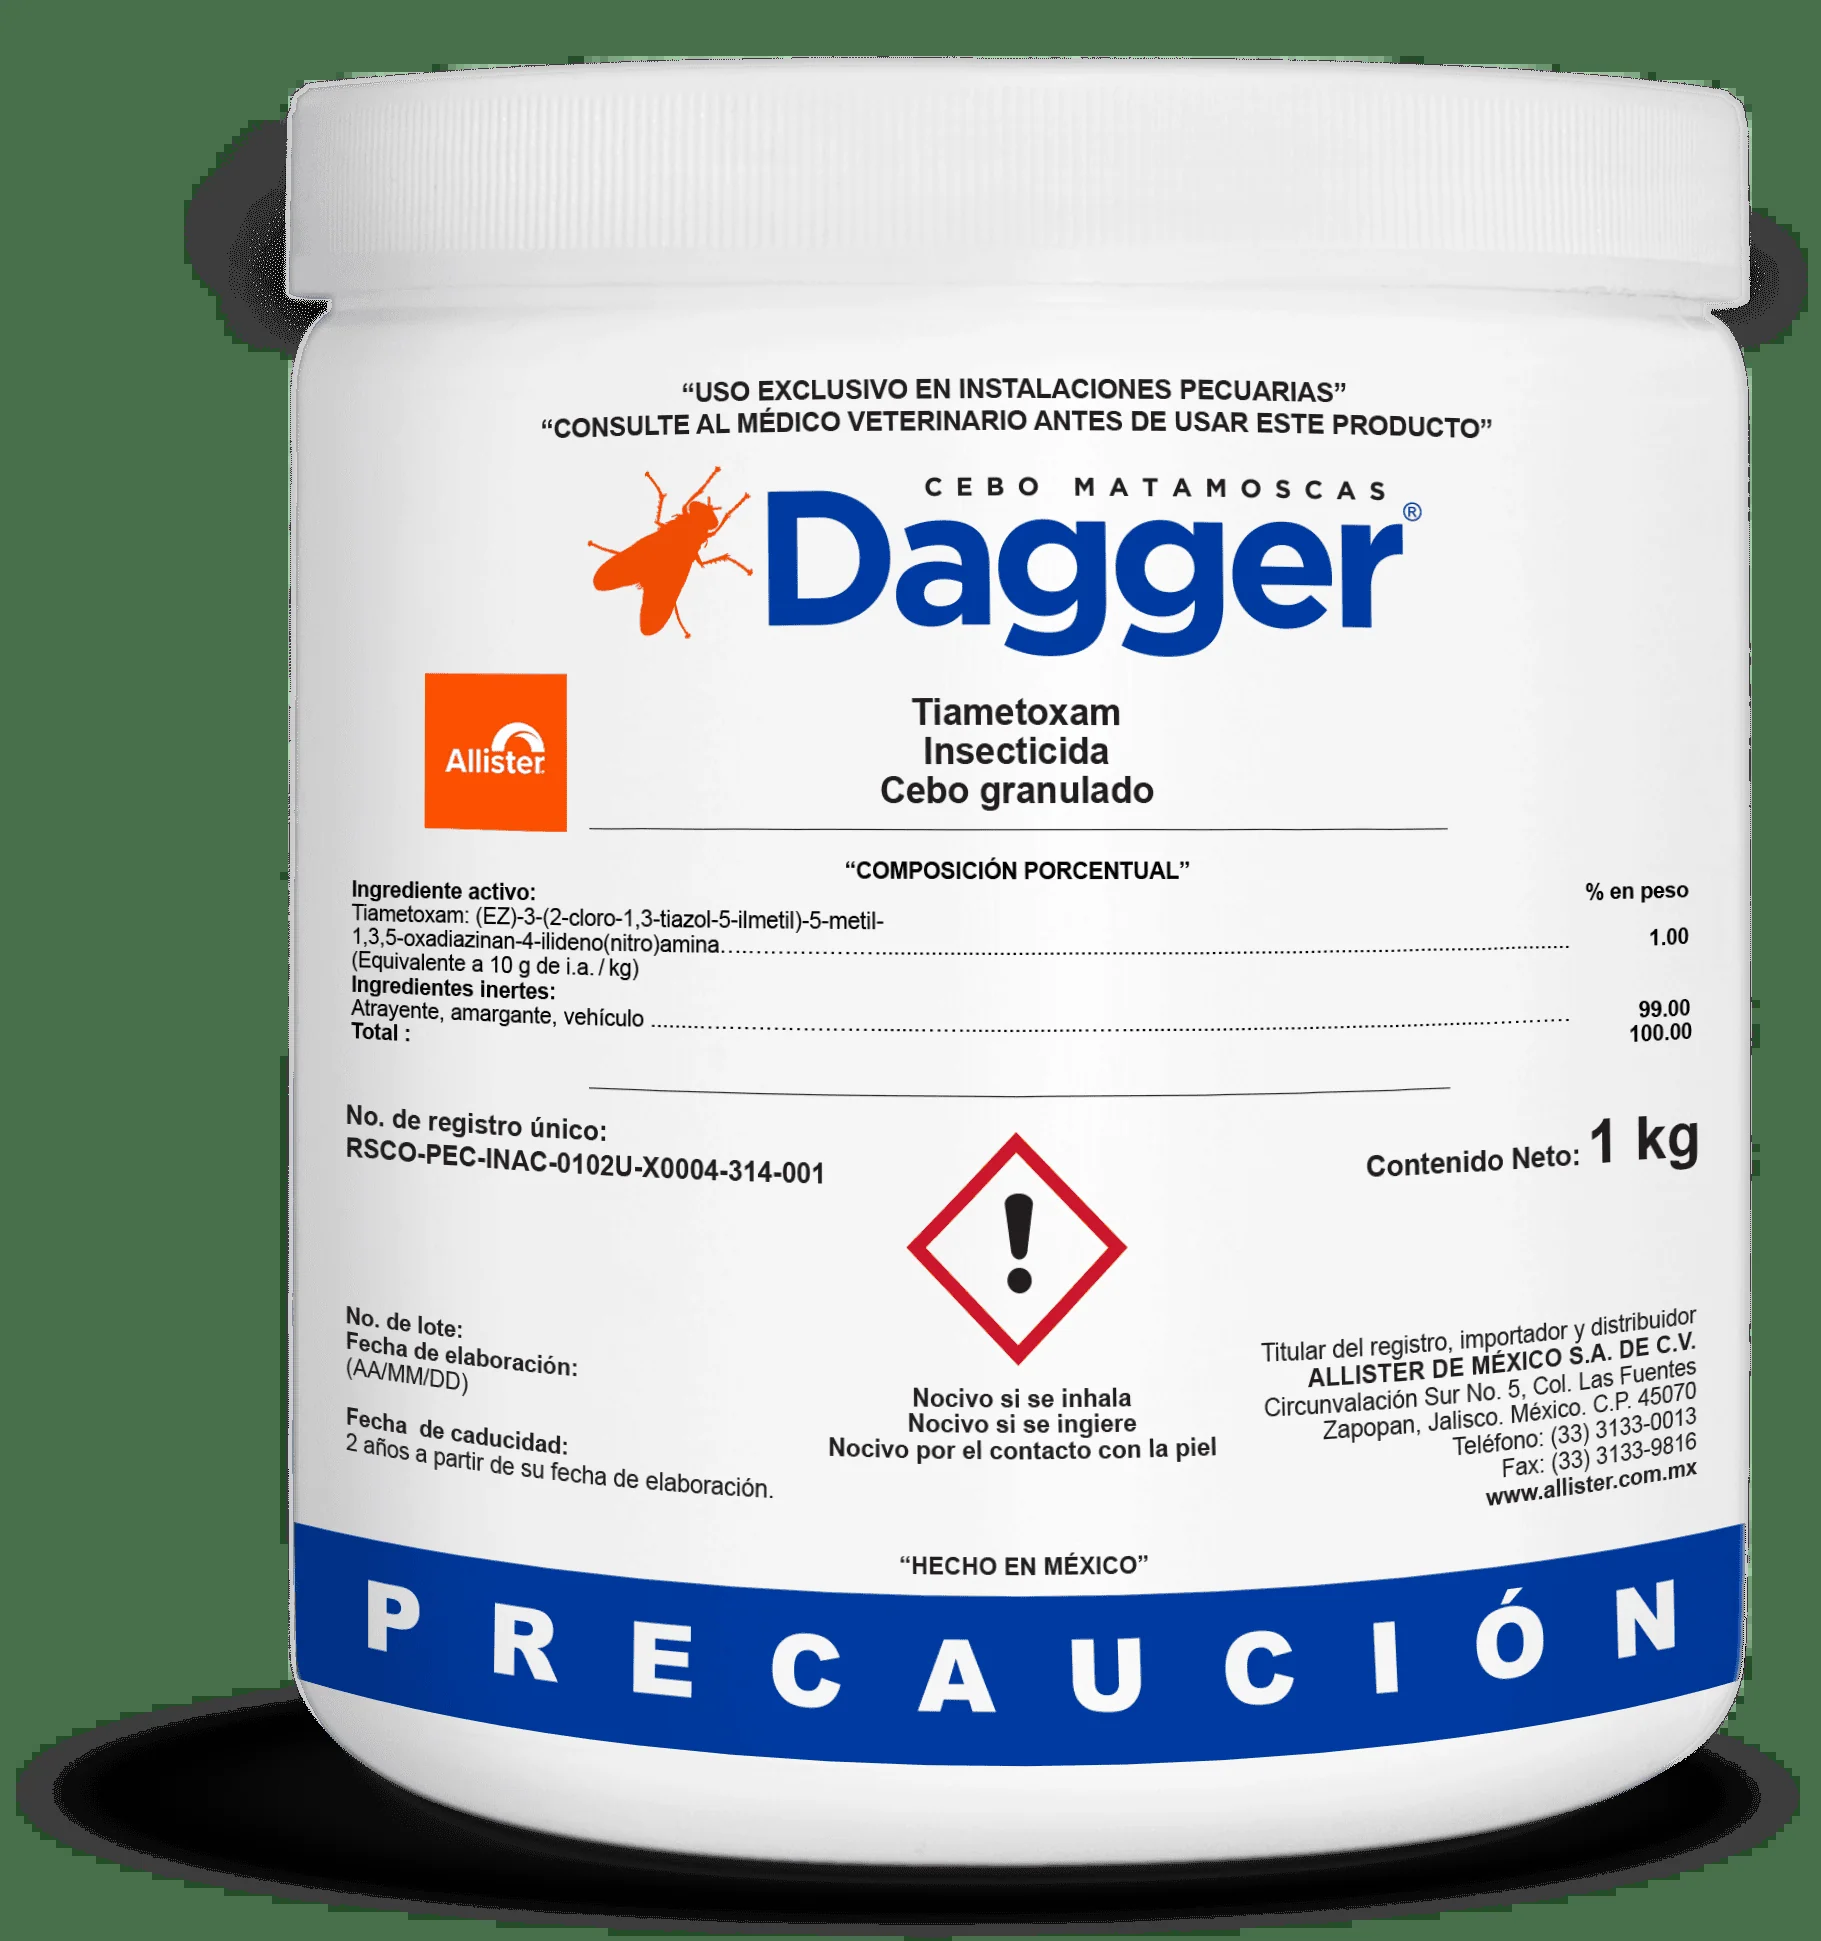 “USO EXCLUSIVO EN INSTALACIONES PECUARIAS”
“CONSULTE AL MÉDICO VETERINARIO ANTES DE USAR ESTE PRODUCTO”
CEBO MATAMOSCAS
Dagger®
Allister
Tiametoxam
Insecticida
Cebo granulado
“COMPOSICIÓN PORCENTUAL”
Ingrediente activo: % en peso
Tiametoxam: (EZ)-3-(2-cloro-1,3-tiazol-5-ilmetil)-5-metil-
1,3,5-oxadiazinan-4-ilideno(nitro)amina 1.00
(Equivalente a 10 g de i.a. / kg)
Ingredientes inertes:
Atrayente, amargante, vehículo 99.00
Total : 100.00
No. de registro único:
RSCO-PEC-INAC-0102U-X0004-314-001
Contenido Neto: 1 kg
No. de lote:
Fecha de elaboración:
(AA/MM/DD)
Fecha de caducidad:
2 años a partir de su fecha de elaboración.
Nocivo si se inhala
Nocivo si se ingiere
Nocivo por el contacto con la piel
Titular del registro, importador y distribuidor
ALLISTER DE MÉXICO S.A. DE C.V.
Circunvalación Sur No. 5, Col. Las Fuentes
Zapopan, Jalisco. México. C.P. 45070
Teléfono: (33) 3133-0013
Fax: (33) 3133-9816
www.allister.com.mx
“HECHO EN MÉXICO”
PRECAUCIÓN